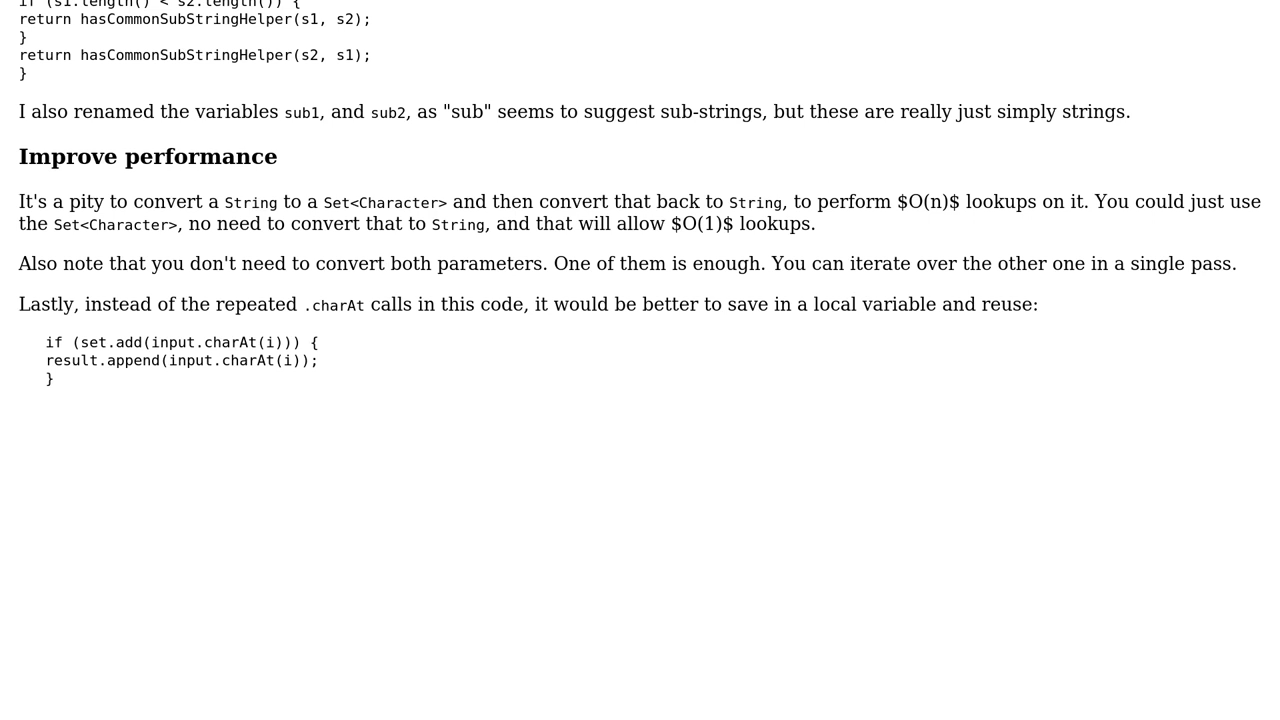 if (s1.length() < s2.length()) {
return hasCommonSubStringHelper(s1, s2);
}
return hasCommonSubStringHelper(s2, s1);
}
I also renamed the variables sub1, and sub2, as "sub" seems to suggest sub-strings, but these are really just simply strings.
Improve performance
It's a pity to convert a String to a Set<Character> and then convert that back to String, to perform $O(n)$ lookups on it. You could just use
the Set<Character>, no need to convert that to String, and that will allow $O(1)$ lookups.
Also note that you don't need to convert both parameters. One of them is enough. You can iterate over the other one in a single pass.
Lastly, instead of the repeated .charAt calls in this code, it would be better to save in a local variable and reuse:
if (set.add(input.charAt(i))) {
result.append(input.charAt(i));
}